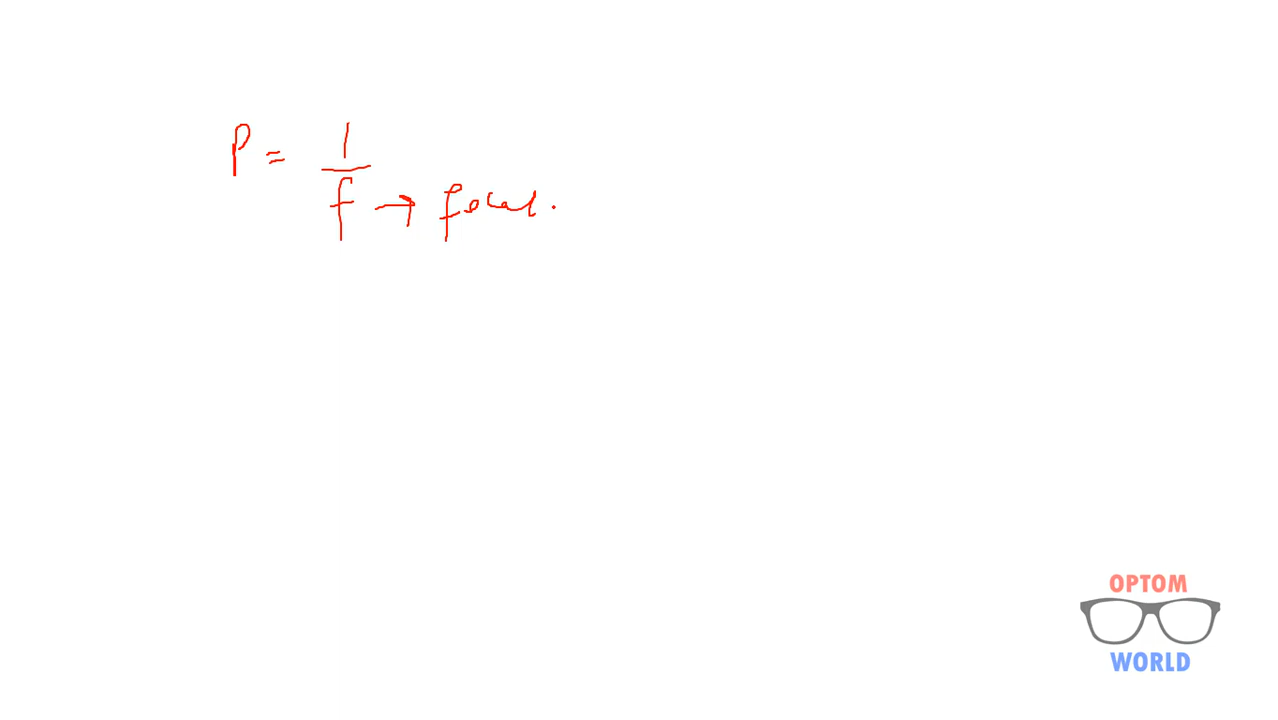 P = 1/f → focal.
OPTOM
WORLD